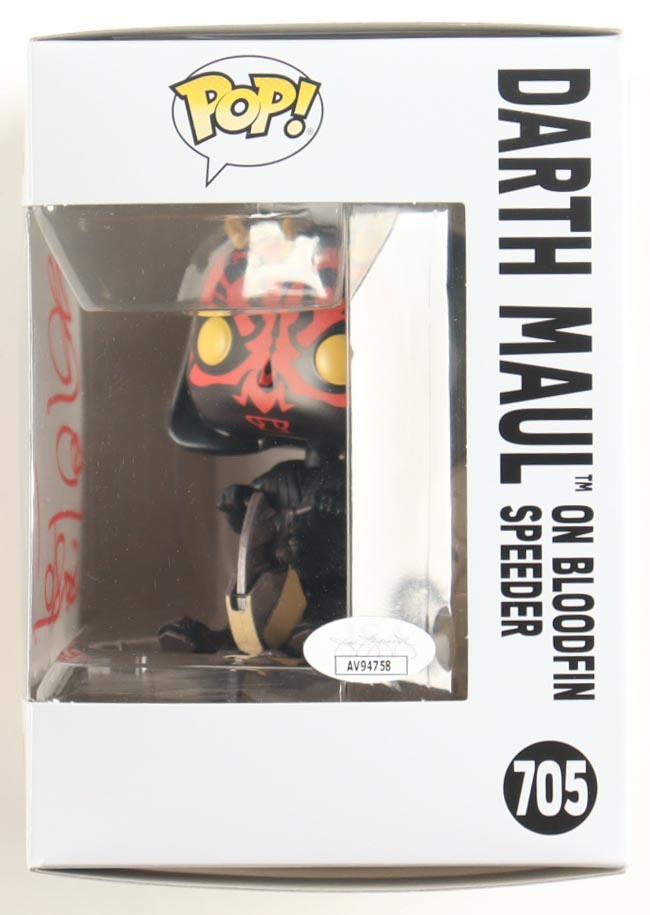 POP!
DARTH MAUL™ ON BLOODFIN
SPEEDER
705
AV94758